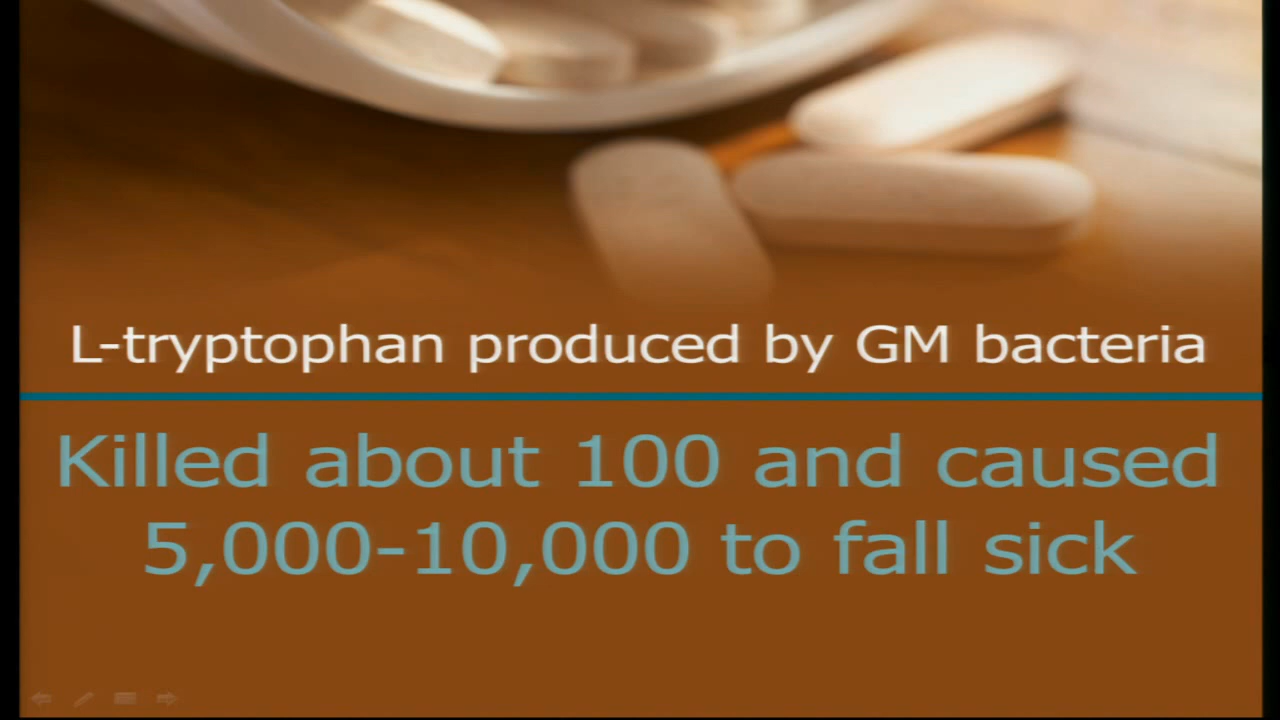 L-tryptophan produced by GM bacteria
Killed about 100 and caused
5,000-10,000 to fall sick